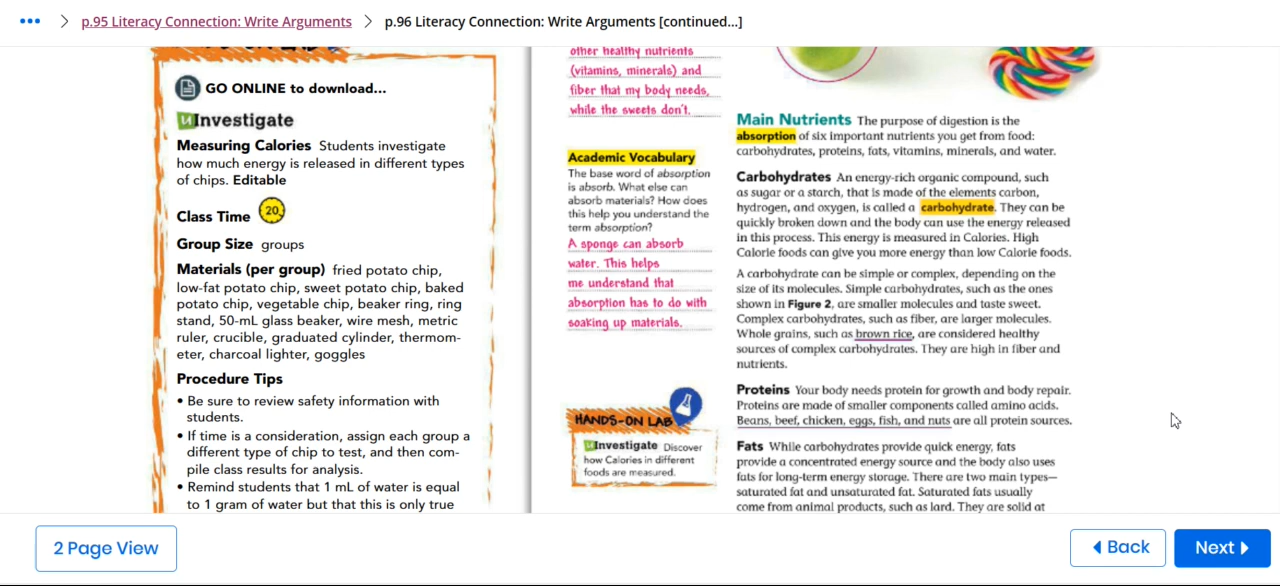 p.95 Literacy Connection: Write Arguments
p.96 Literacy Connection: Write Arguments [continued...]
GO ONLINE to download...
uInvestigate
Measuring Calories Students investigate
how much energy is released in different types
of chips. Editable
Class Time 20
Group Size groups
Materials (per group) fried potato chip,
low-fat potato chip, sweet potato chip, baked
potato chip, vegetable chip, beaker ring, ring
stand, 50-mL glass beaker, wire mesh, metric
ruler, crucible, graduated cylinder, thermom-
eter, charcoal lighter, goggles
Procedure Tips
• Be sure to review safety information with
students.
• If time is a consideration, assign each group a
different type of chip to test, and then com-
pile class results for analysis.
• Remind students that 1 mL of water is equal
to 1 gram of water but that this is only true
other healthy nutrients
(vitamins, minerals) and
fiber that my body needs,
while the sweets don't.
Academic Vocabulary
The base word of absorption
is absorb. What else can
absorb materials? How does
this help you understand the
term absorption?
A sponge can absorb
water. This helps
me understand that
absorption has to do with
soaking up materials.
HANDS-ON LAB
uInvestigate Discover
how Calories in different
foods are measured.
Main Nutrients The purpose of digestion is the
absorption of six important nutrients you get from food:
carbohydrates, proteins, fats, vitamins, minerals, and water.
Carbohydrates An energy-rich organic compound, such
as sugar or a starch, that is made of the elements carbon,
hydrogen, and oxygen, is called a carbohydrate. They can be
quickly broken down and the body can use the energy released
in this process. This energy is measured in Calories. High
Calorie foods can give you more energy than low Calorie foods.
A carbohydrate can be simple or complex, depending on the
size of its molecules. Simple carbohydrates, such as the ones
shown in Figure 2, are smaller molecules and taste sweet.
Complex carbohydrates, such as fiber, are larger molecules.
Whole grains, such as brown rice, are considered healthy
sources of complex carbohydrates. They are high in fiber and
nutrients.
Proteins Your body needs protein for growth and body repair.
Proteins are made of smaller components called amino acids.
Beans, beef, chicken, eggs, fish, and nuts are all protein sources.
Fats While carbohydrates provide quick energy, fats
provide a concentrated energy source and the body also uses
fats for long-term energy storage. There are two main types—
saturated fat and unsaturated fat. Saturated fats usually
come from animal products, such as lard. They are solid at
2 Page View
Back
Next